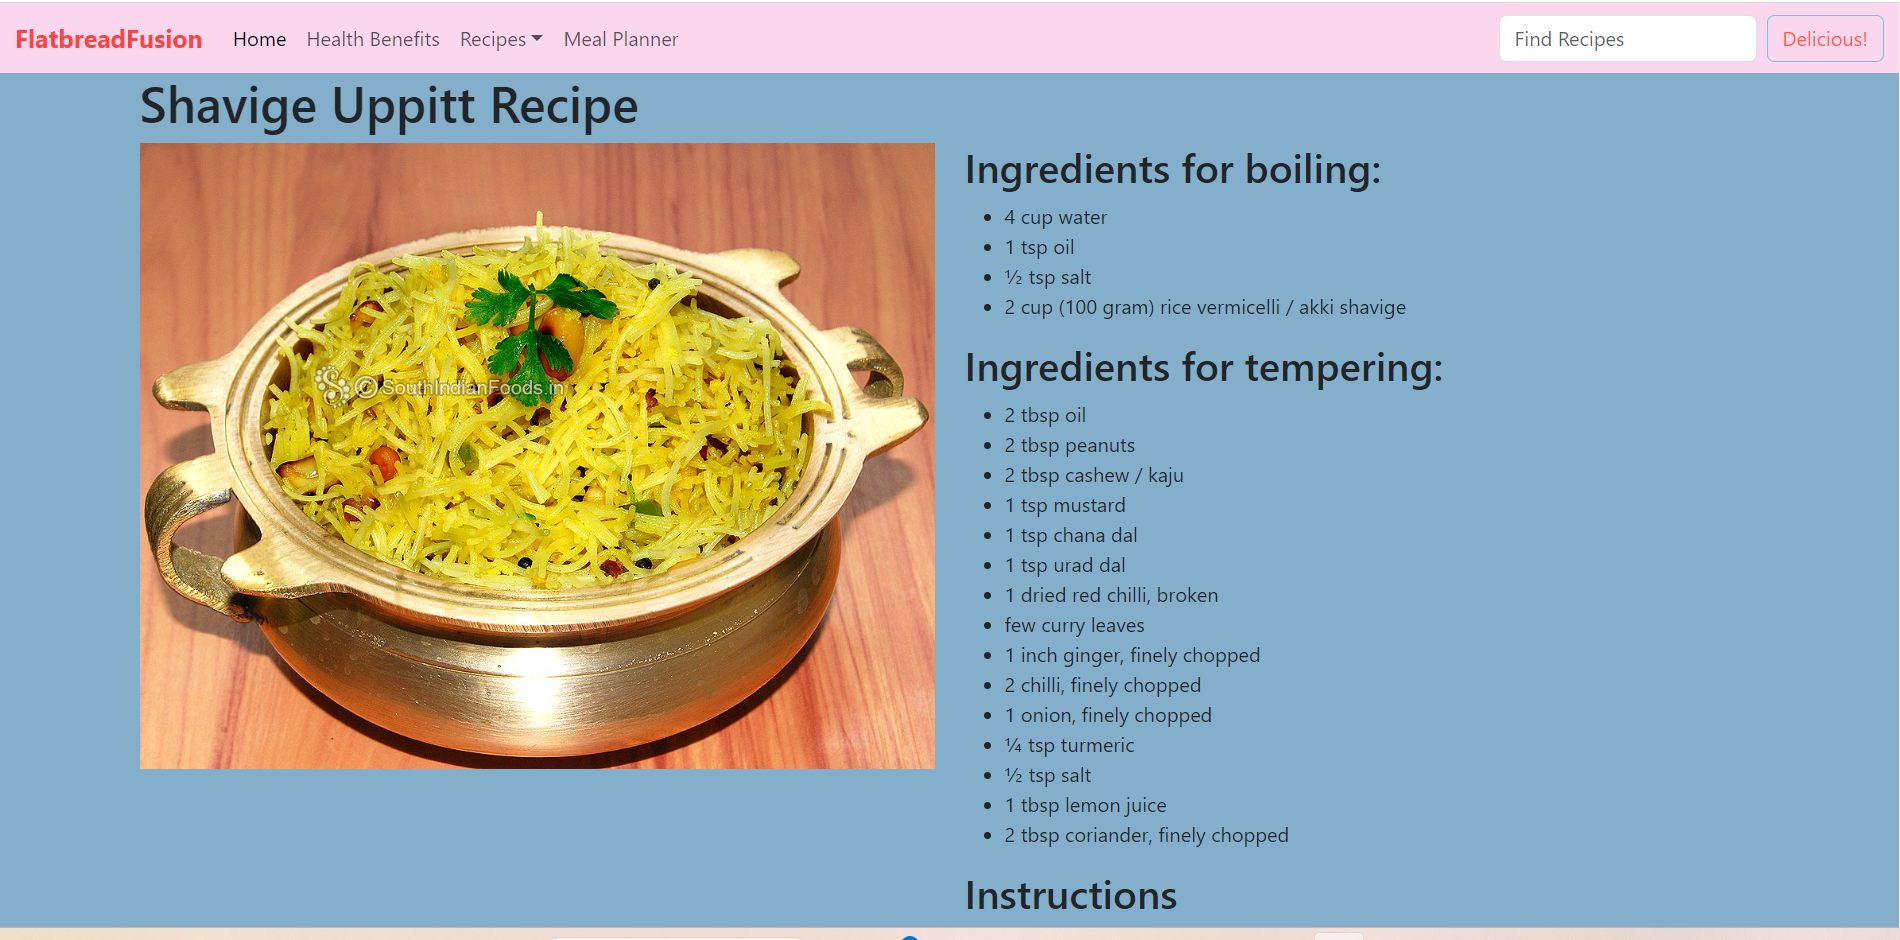 FlatbreadFusion Home Health Benefits Recipes Meal Planner Find Recipes Delicious!
Shavige Uppitt Recipe
© SouthIndianFoods.in
Ingredients for boiling:
4 cup water
1 tsp oil
½ tsp salt
2 cup (100 gram) rice vermicelli / akki shavige
Ingredients for tempering:
2 tbsp oil
2 tbsp peanuts
2 tbsp cashew / kaju
1 tsp mustard
1 tsp chana dal
1 tsp urad dal
1 dried red chilli, broken
few curry leaves
1 inch ginger, finely chopped
2 chilli, finely chopped
1 onion, finely chopped
¼ tsp turmeric
½ tsp salt
1 tbsp lemon juice
2 tbsp coriander, finely chopped
Instructions